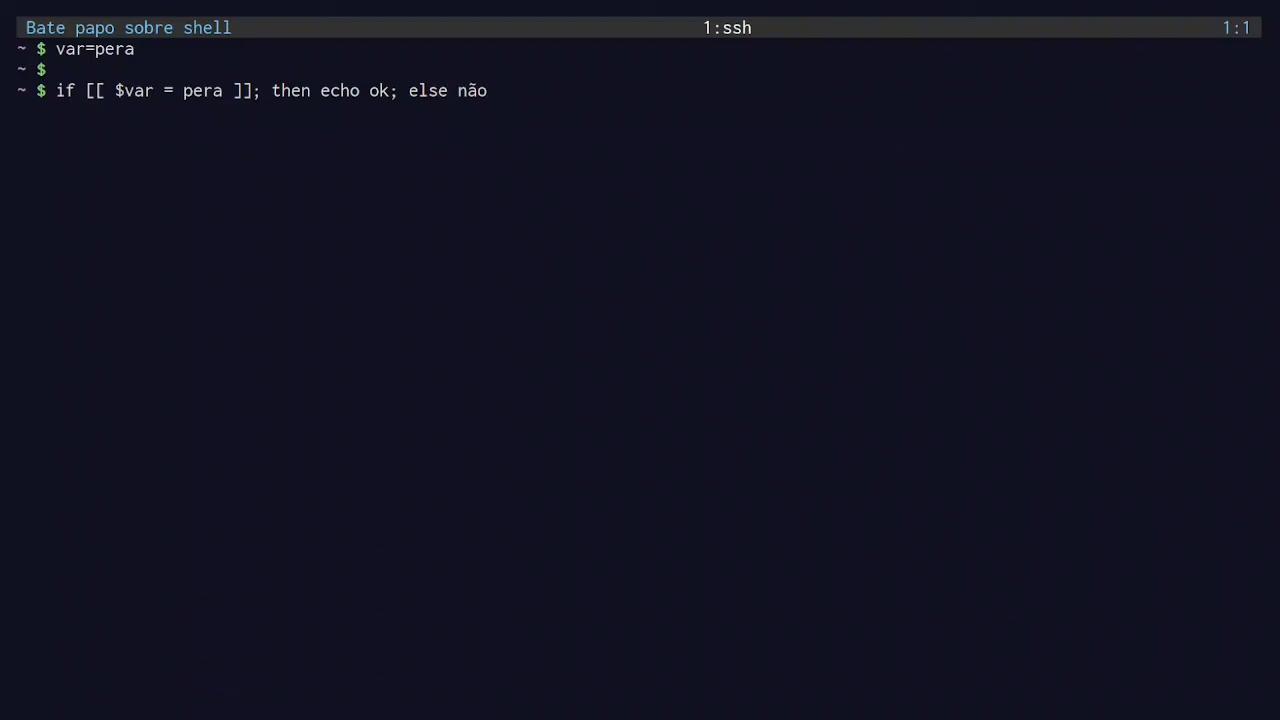 Bate papo sobre shell 1:ssh 1:1
~ $ var=pera
~ $
~ $ if [[ $var = pera ]]; then echo ok; else não